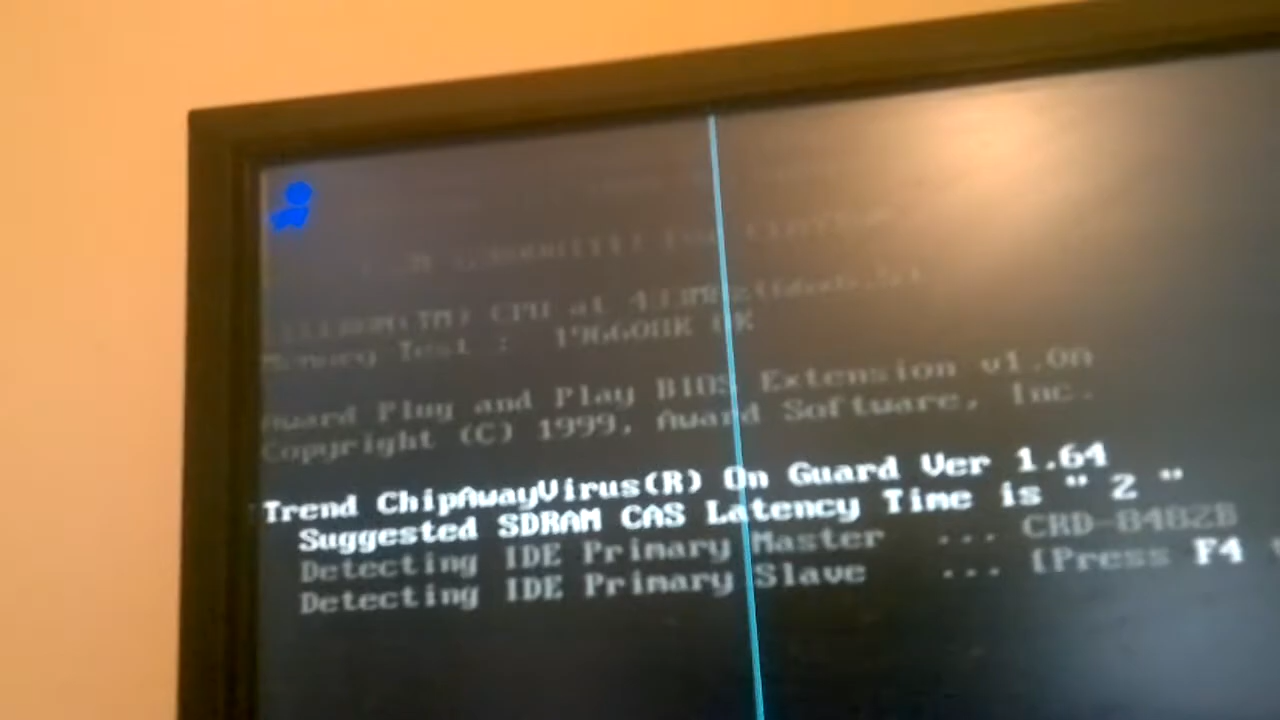 CPU at
Memory Test : 196608K OK
Award Plug and Play BIOS Extension v1.0A
Copyright (C) 1999, Award Software, Inc.
Trend ChipAwayVirus(R) On Guard Ver 1.64
Suggested SDRAM CAS Latency Time is " 2 "
Detecting IDE Primary Master ... CRD-8482B
Detecting IDE Primary Slave ... [Press F4